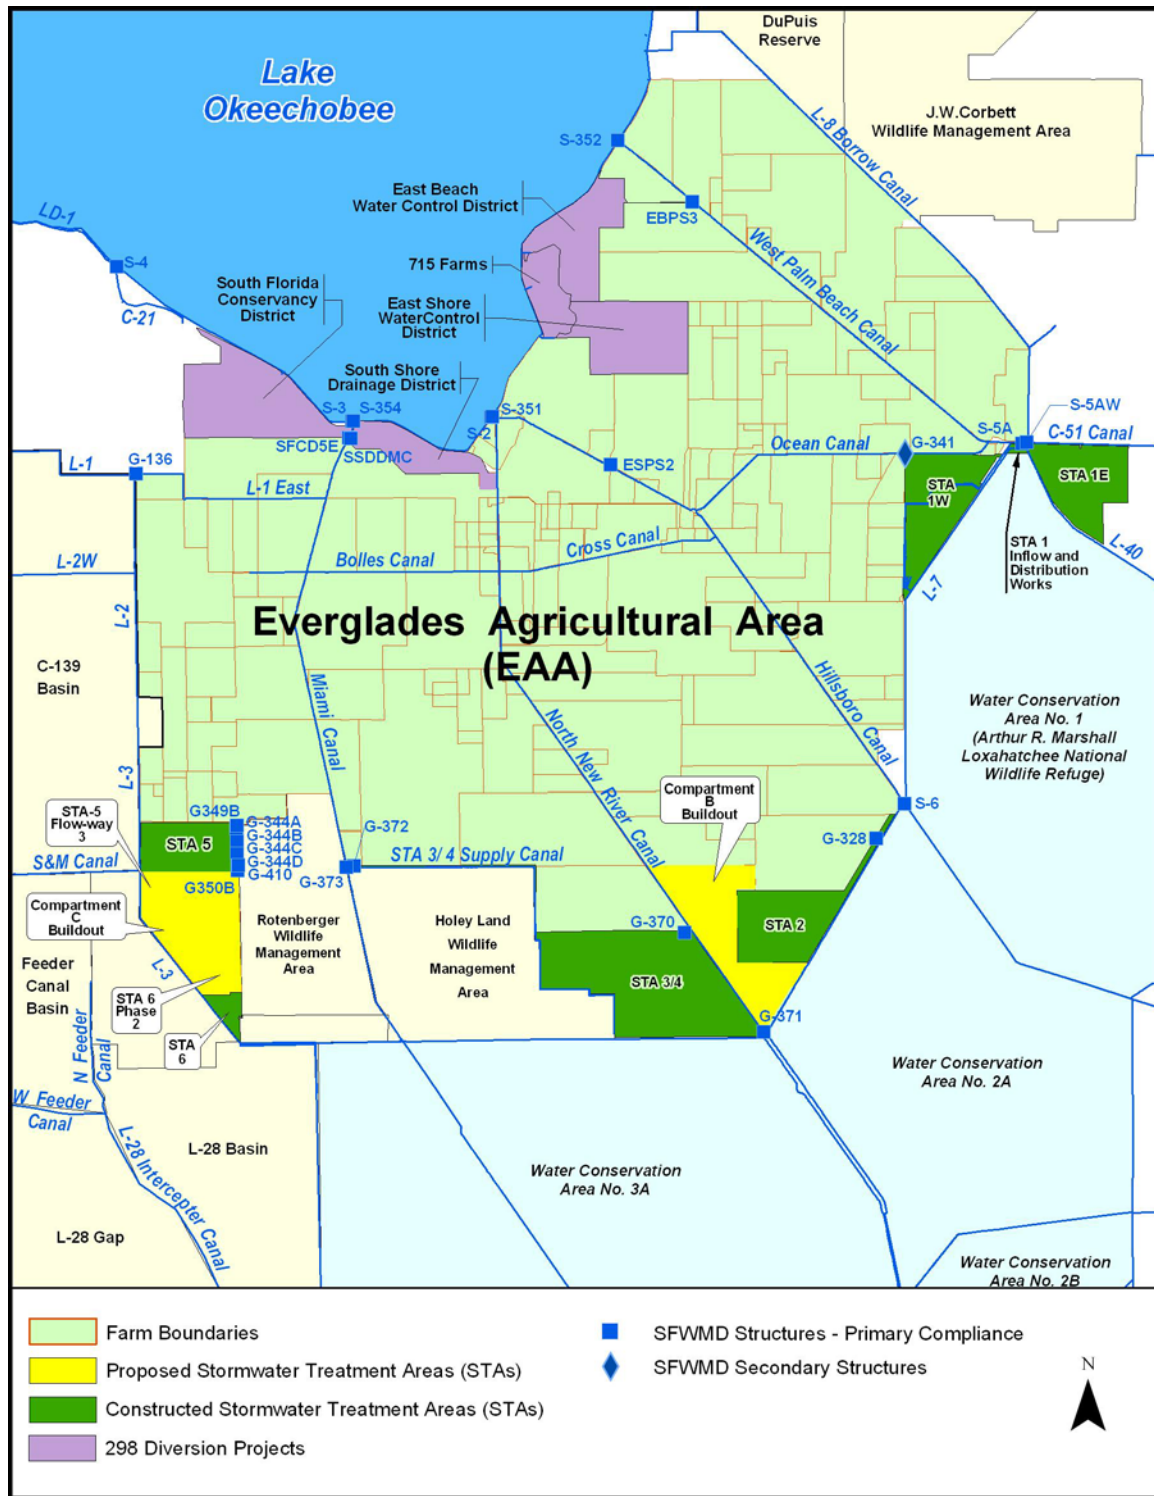 DuPuis
Reserve
Lake
Okeechobee
J.W.Corbett
Wildlife Management Area
S-352
L-8 Borrow Canal
East Beach
Water Control District
EBPS3
LD-1
West Palm Beach Canal
S-4
715 Farms
South Florida
Conservancy
District
C-21
East Shore
WaterControl
District
South Shore
Drainage District
S-3
S-354
S-351
S-2
S-5AW
S-5A
C-51 Canal
SFCD5E
SSDDMC
Ocean Canal
G-341
L-1
G-136
ESPS2
STA
1W
STA 1E
L-1 East
Cross Canal
STA 1
Inflow and
Distribution
Works
L-40
L-2W
Bolles Canal
L-7
L-2
Everglades Agricultural Area
(EAA)
C-139
Basin
Miami Canal
Hillsboro Canal
North New River Canal
Water Conservation
Area No. 1
(Arthur R. Marshall
Loxahatchee National
Wildlife Refuge)
L-3
Compartment
B
Buildout
STA-5
Flow-way
3
G349B
G-344A
G-344B
G-344C
G-344D
G-410
G350B
STA 5
G-372
S-6
G-328
S&M Canal
STA 3/4 Supply Canal
G-373
Compartment
C
Buildout
Rotenberger
Wildlife
Management
Area
Holey Land
Wildlife
Management
Area
G-370
STA 2
Feeder
Canal
Basin
L-3
STA 6
Phase
2
STA 3/4
G-371
STA
6
N Feeder
Canal
Water Conservation
Area No. 2A
W Feeder
Canal
L-28 Intercepter Canal
L-28 Basin
Water Conservation
Area No. 3A
L-28 Gap
Water Conservation
Area No. 2B
Farm Boundaries
Proposed Stormwater Treatment Areas (STAs)
Constructed Stormwater Treatment Areas (STAs)
298 Diversion Projects
SFWMD Structures - Primary Compliance
SFWMD Secondary Structures
N